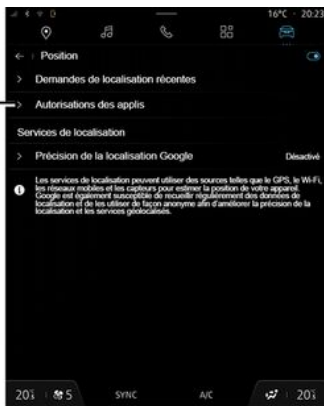 16°C · 20:23
← Position
> Demandes de localisation récentes
> Autorisations des applis
Services de localisation
> Précision de la localisation Google Désactivé
Les services de localisation peuvent utiliser des sources telles que le GPS, le Wi-Fi,
les réseaux mobiles et les capteurs pour estimer la position de votre appareil.
Google est également susceptible de recueillir régulièrement des données de
localisation et de les utiliser de façon anonyme afin d'améliorer la précision de la
localisation et les services géolocalisés.
5 SYNC A/C